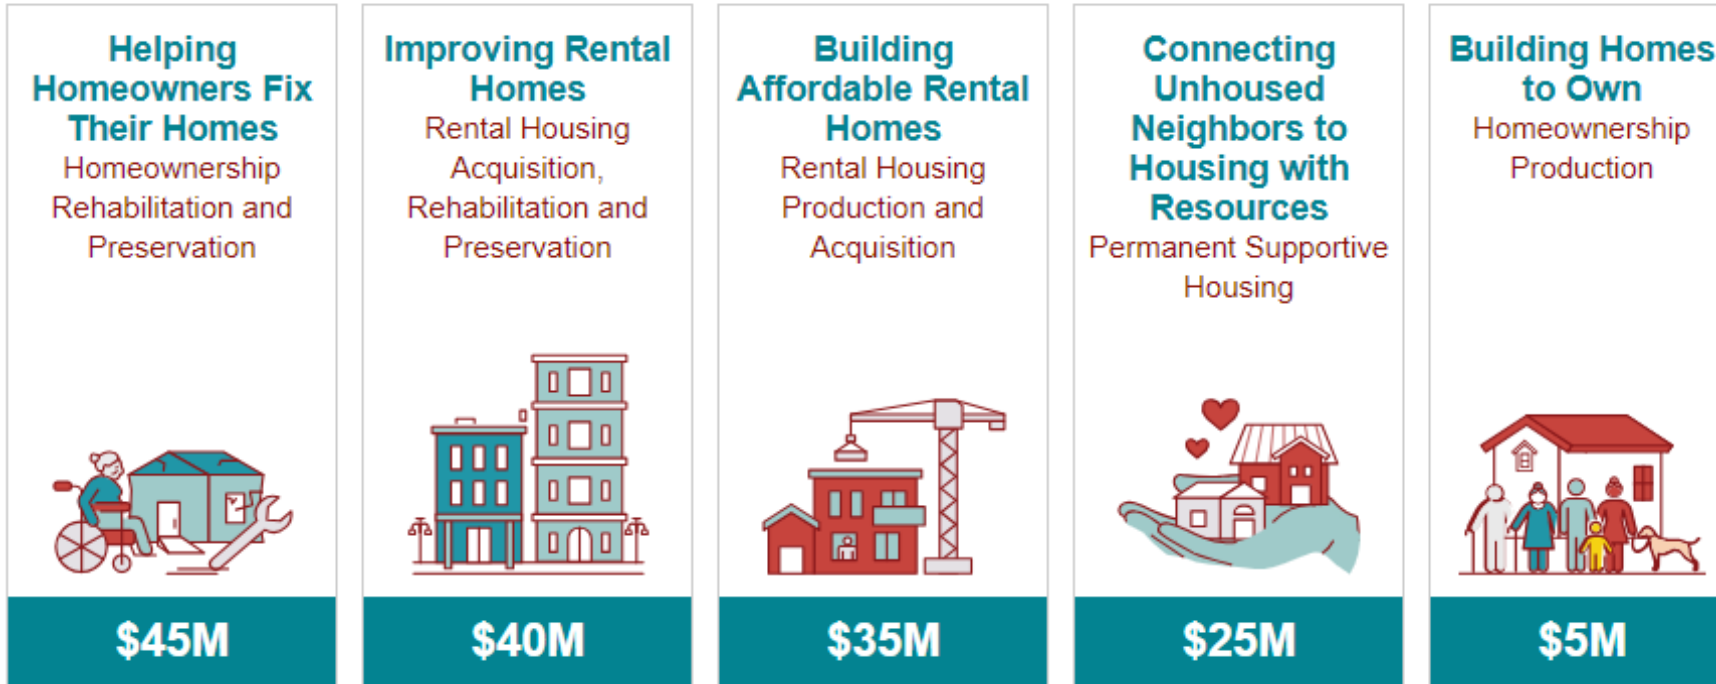 Helping
Homeowners Fix
Their Homes
Homeownership
Rehabilitation and
Preservation
$45M
Improving Rental
Homes
Rental Housing
Acquisition,
Rehabilitation and
Preservation
$40M
Building
Affordable Rental
Homes
Rental Housing
Production and
Acquisition
$35M
Connecting
Unhoused
Neighbors to
Housing with
Resources
Permanent Supportive
Housing
$25M
Building Homes
to Own
Homeownership
Production
$5M